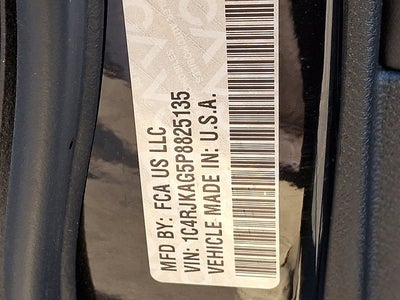 MFD BY: FCA US LLC
VIN: 1C4RJKAG5P8825135
VEHICLE MADE IN: U.S.A.